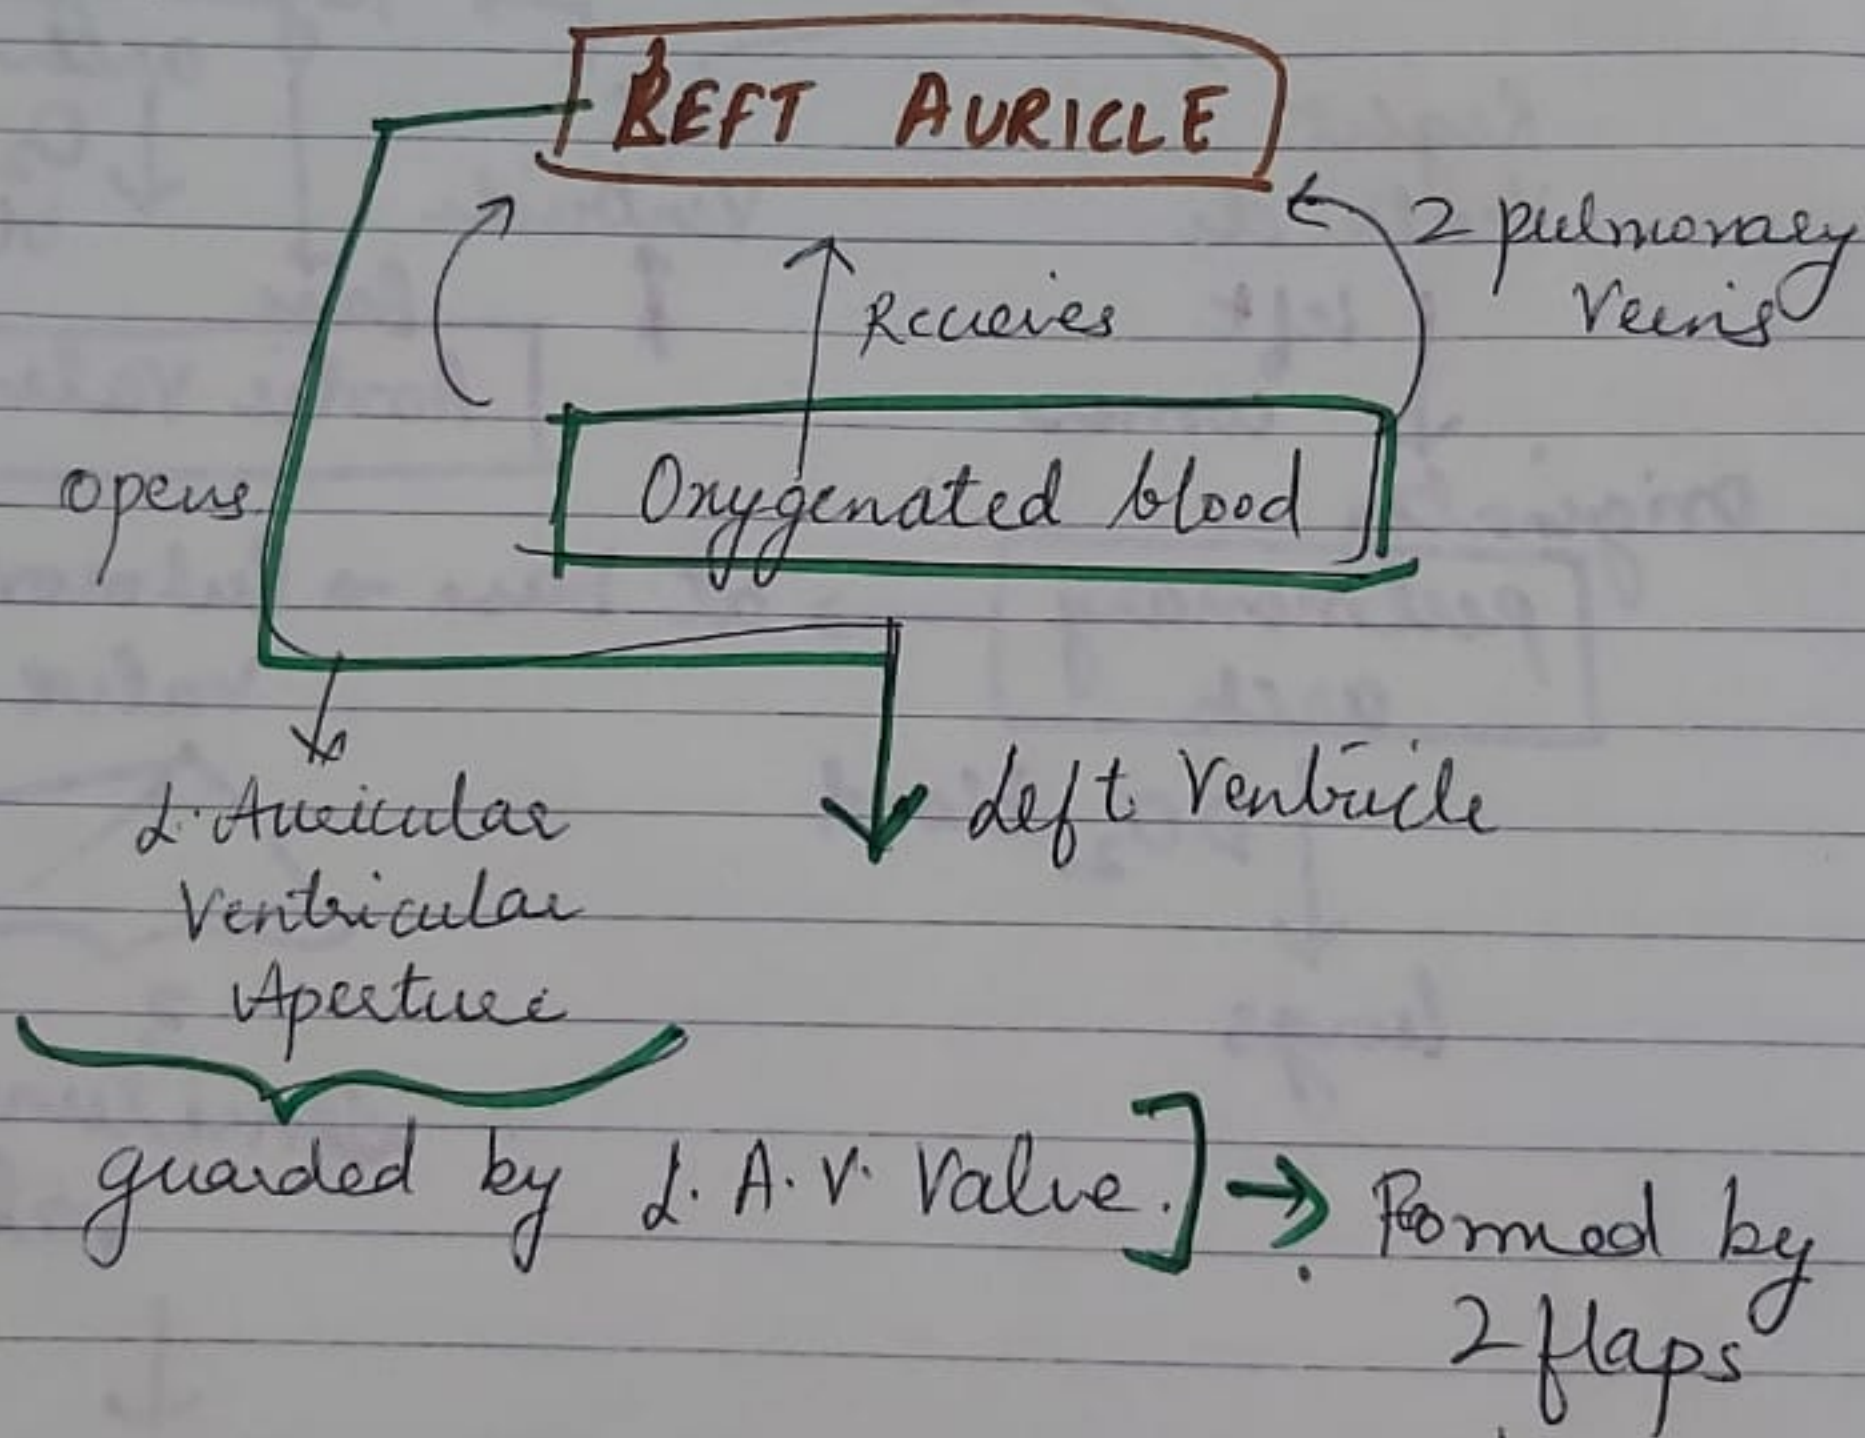 LEFT AURICLE
2 pulmonary
Veins
Recieves
opens
Oxygenated blood
L. Auricular
Ventricular
Aperture
Left Ventricle
guarded by L. A. V. Valve.
Formed by
2 flaps